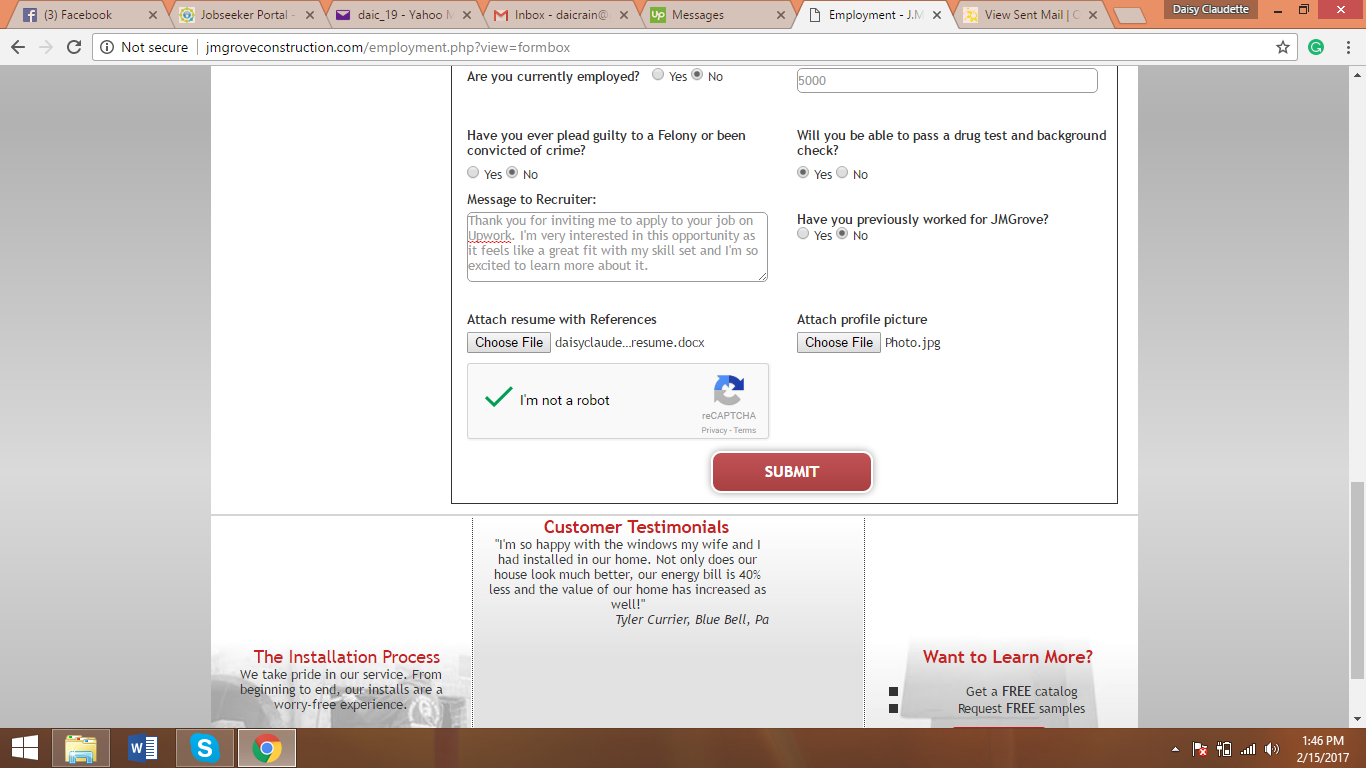 (3) Facebook
Jobseeker Portal -
daic_19 - Yahoo M
Inbox - daicrain@
Up Messages
Employment - J.M
View Sent Mail | C
Daisy Claudette
Not secure | jmgroveconstruction.com/employment.php?view=formbox
Are you currently employed? Yes No
5000
Have you ever plead guilty to a Felony or been
convicted of crime?
Yes No
Will you be able to pass a drug test and background
check?
Yes No
Message to Recruiter:
Thank you for inviting me to apply to your job on
Upwork. I'm very interested in this opportunity as
it feels like a great fit with my skill set and I'm so
excited to learn more about it.
Have you previously worked for JMGrove?
Yes No
Attach resume with References
Choose File daisyclaude...resume.docx
Attach profile picture
Choose File Photo.jpg
I'm not a robot
reCAPTCHA
Privacy - Terms
SUBMIT
Customer Testimonials
"I'm so happy with the windows my wife and I
had installed in our home. Not only does our
house look much better, our energy bill is 40%
less and the value of our home has increased as
well!"
Tyler Currier, Blue Bell, Pa
The Installation Process
We take pride in our service. From
beginning to end, our installs are a
worry-free experience.
Want to Learn More?
Get a FREE catalog
Request FREE samples
1:46 PM
2/15/2017